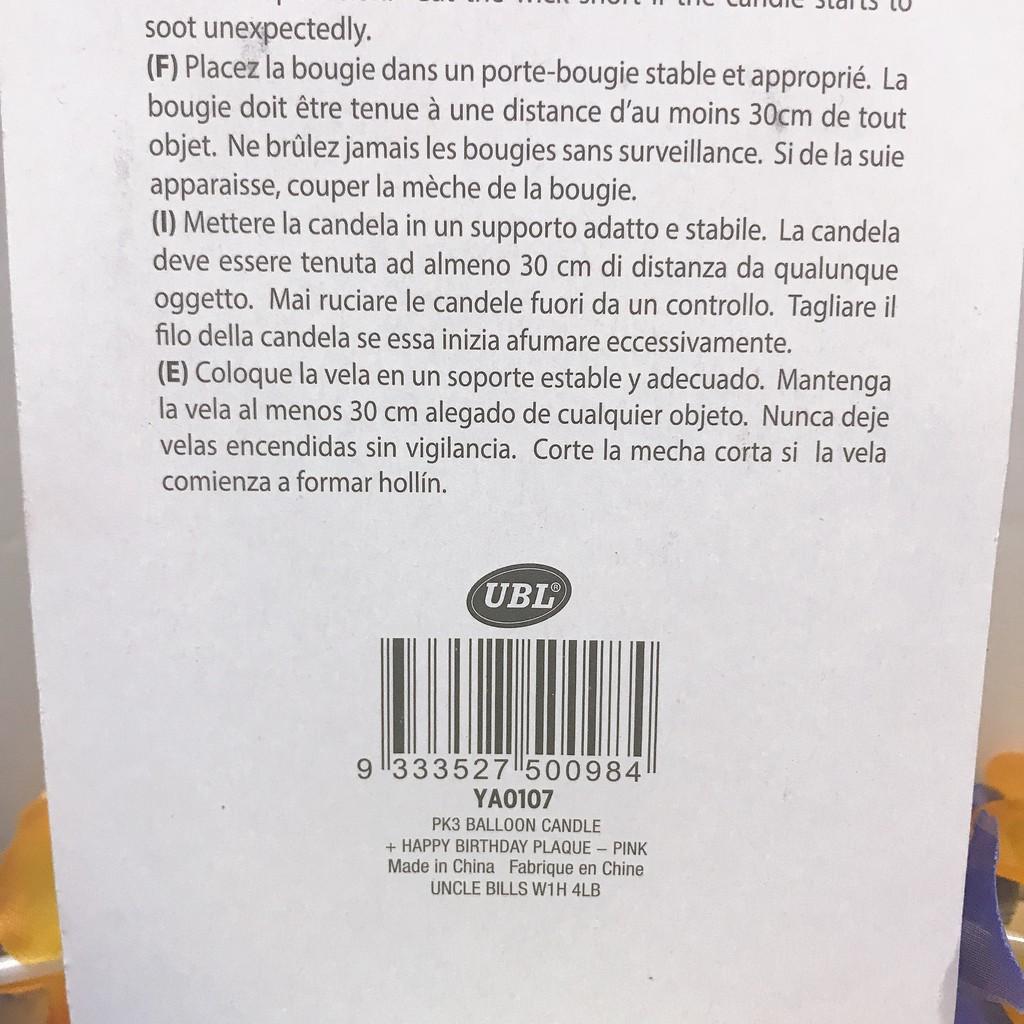 soot unexpectedly.
(F) Placez la bougie dans un porte-bougie stable et approprié. La
bougie doit être tenue à une distance d'au moins 30cm de tout
objet. Ne brûlez jamais les bougies sans surveillance. Si de la suie
apparaisse, couper la mèche de la bougie.
(I) Mettere la candela in un supporto adatto e stabile. La candela
deve essere tenuta ad almeno 30 cm di distanza da qualunque
oggetto. Mai ruciare le candele fuori da un controllo. Tagliare il
filo della candela se essa inizia afumare eccessivamente.
(E) Coloque la vela en un soporte estable y adecuado. Mantenga
la vela al menos 30 cm alegado de cualquier objeto. Nunca deje
velas encendidas sin vigilancia. Corte la mecha corta si la vela
comienza a formar hollín.
UBL®
9 333527 500984
YA0107
PK3 BALLOON CANDLE
+ HAPPY BIRTHDAY PLAQUE – PINK
Made in China Fabrique en Chine
UNCLE BILLS W1H 4LB